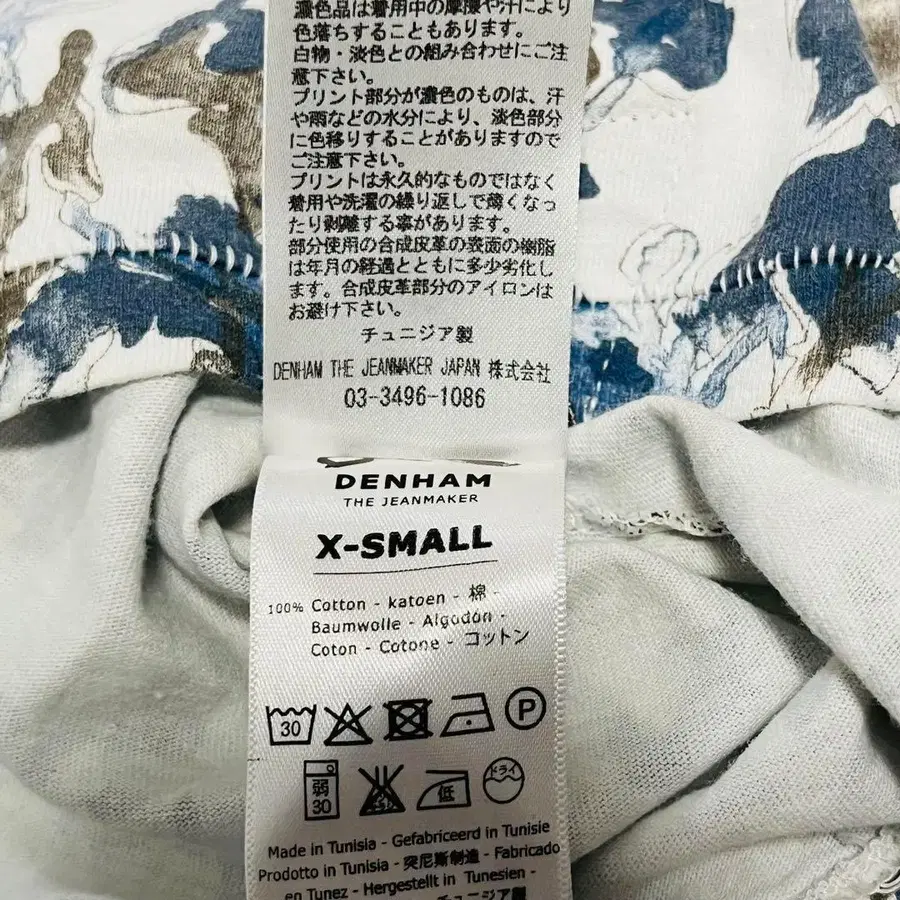 濃色品は着用中の摩擦や汗により
色落ちすることもあります。
白物・淡色との組み合わせにご注
意下さい。
プリント部分が濃色のものは、汗
や雨などの水分により、淡色部分
に色移りすることがありますので
ご注意下さい。
プリントは永久的なものではなく
着用や洗濯の繰り返しで薄くなっ
たり剥離する事があります。
部分使用の合成皮革の表面の樹脂
は年月の経過とともに多少劣化し
ます。合成皮革部分のアイロンは
お避け下さい。
チュニジア製
DENHAM THE JEANMAKER JAPAN 株式会社
03-3496-1086
DENHAM
THE JEANMAKER
X-SMALL
100% Cotton - katoen - 棉 -
Baumwolle - Algodón -
Coton - Cotone - コットン
30 P
弱 30 低 ドライ
Made in Tunisia - Gefabriceerd in Tunisie
Prodotto in Tunisia - 突尼斯制造 - Fabricado
en Tunez - Hergestellt in Tunesien -
チュニジア製